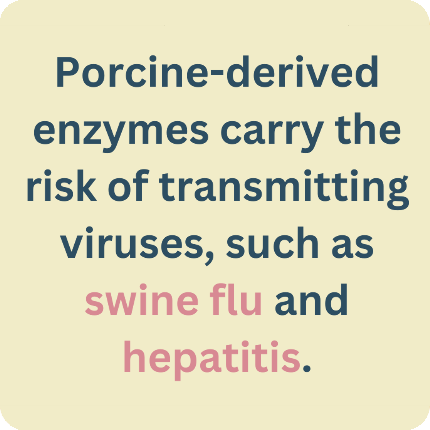 Porcine-derived
enzymes carry the
risk of transmitting
viruses, such as
swine flu and
hepatitis.